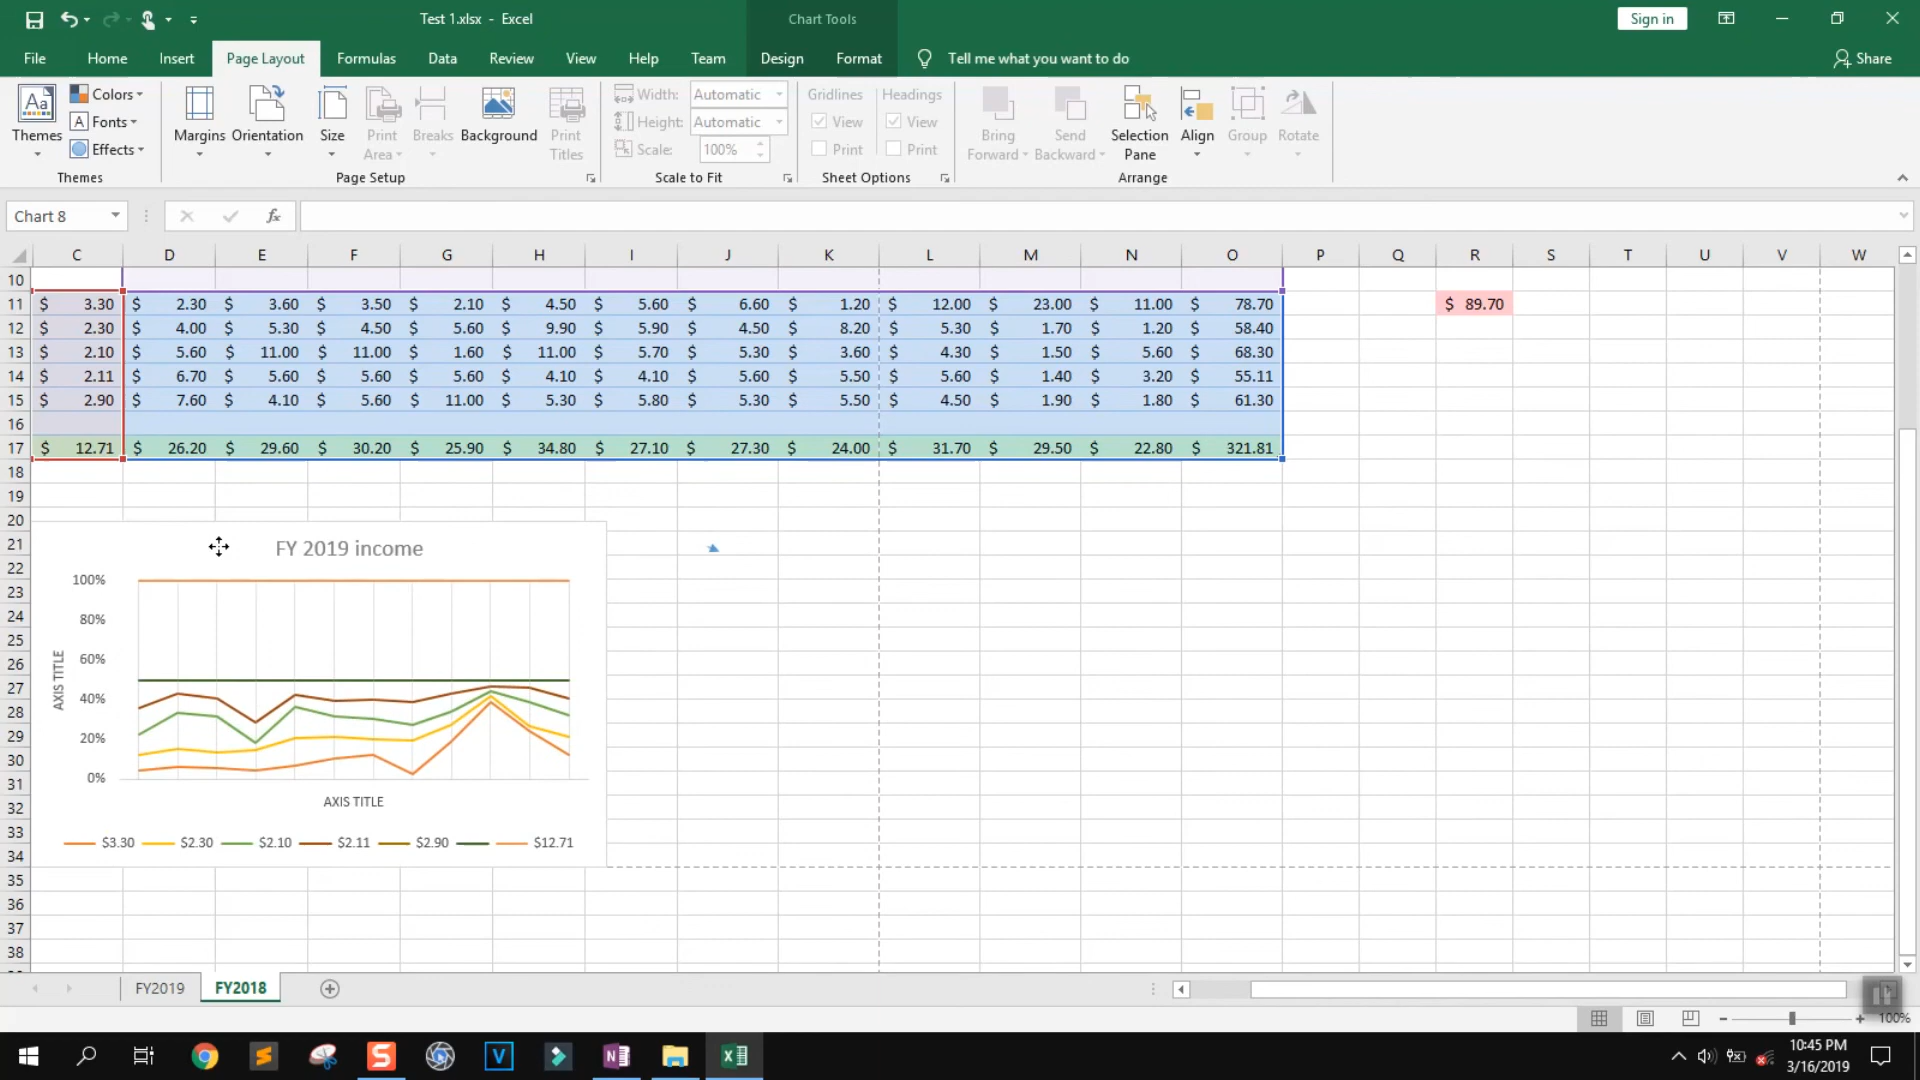 Test 1.xlsx - Excel
Chart Tools
Sign in
File Home Insert Page Layout Formulas Data Review View Help Team Design Format Tell me what you want to do Share
Aa
Themes
Colors
Fonts
Effects
Themes
Margins Orientation Size Print Area Breaks Background Print Titles
Page Setup
Width: Automatic
Height: Automatic
Scale: 100%
Scale to Fit
Gridlines Headings
View View
Print Print
Sheet Options
Bring Forward Send Backward Selection Pane Align Group Rotate
Arrange
Chart 8
fx
C D E F G H I J K L M N O P Q R S T U V W
10
11 $ 3.30 $ 2.30 $ 3.60 $ 3.50 $ 2.10 $ 4.50 $ 5.60 $ 6.60 $ 1.20 $ 12.00 $ 23.00 $ 11.00 $ 78.70 $ 89.70
12 $ 2.30 $ 4.00 $ 5.30 $ 4.50 $ 5.60 $ 9.90 $ 5.90 $ 4.50 $ 8.20 $ 5.30 $ 1.70 $ 1.20 $ 58.40
13 $ 2.10 $ 5.60 $ 11.00 $ 11.00 $ 1.60 $ 11.00 $ 5.70 $ 5.30 $ 3.60 $ 4.30 $ 1.50 $ 5.60 $ 68.30
14 $ 2.11 $ 6.70 $ 5.60 $ 5.60 $ 5.60 $ 4.10 $ 4.10 $ 5.60 $ 5.50 $ 5.60 $ 1.40 $ 3.20 $ 55.11
15 $ 2.90 $ 7.60 $ 4.10 $ 5.60 $ 11.00 $ 5.30 $ 5.80 $ 5.30 $ 5.50 $ 4.50 $ 1.90 $ 1.80 $ 61.30
16
17 $ 12.71 $ 26.20 $ 29.60 $ 30.20 $ 25.90 $ 34.80 $ 27.10 $ 27.30 $ 24.00 $ 31.70 $ 29.50 $ 22.80 $ 321.81
18
19
20
21
22
23
24
25
26
27
28
29
30
31
32
33
34
35
36
37
38
FY 2019 income
100%
80%
60%
40%
20%
0%
AXIS TITLE
AXIS TITLE
$3.30 $2.30 $2.10 $2.11 $2.90 $12.71
FY2019 FY2018
100%
S V N
10:45 PM
3/16/2019